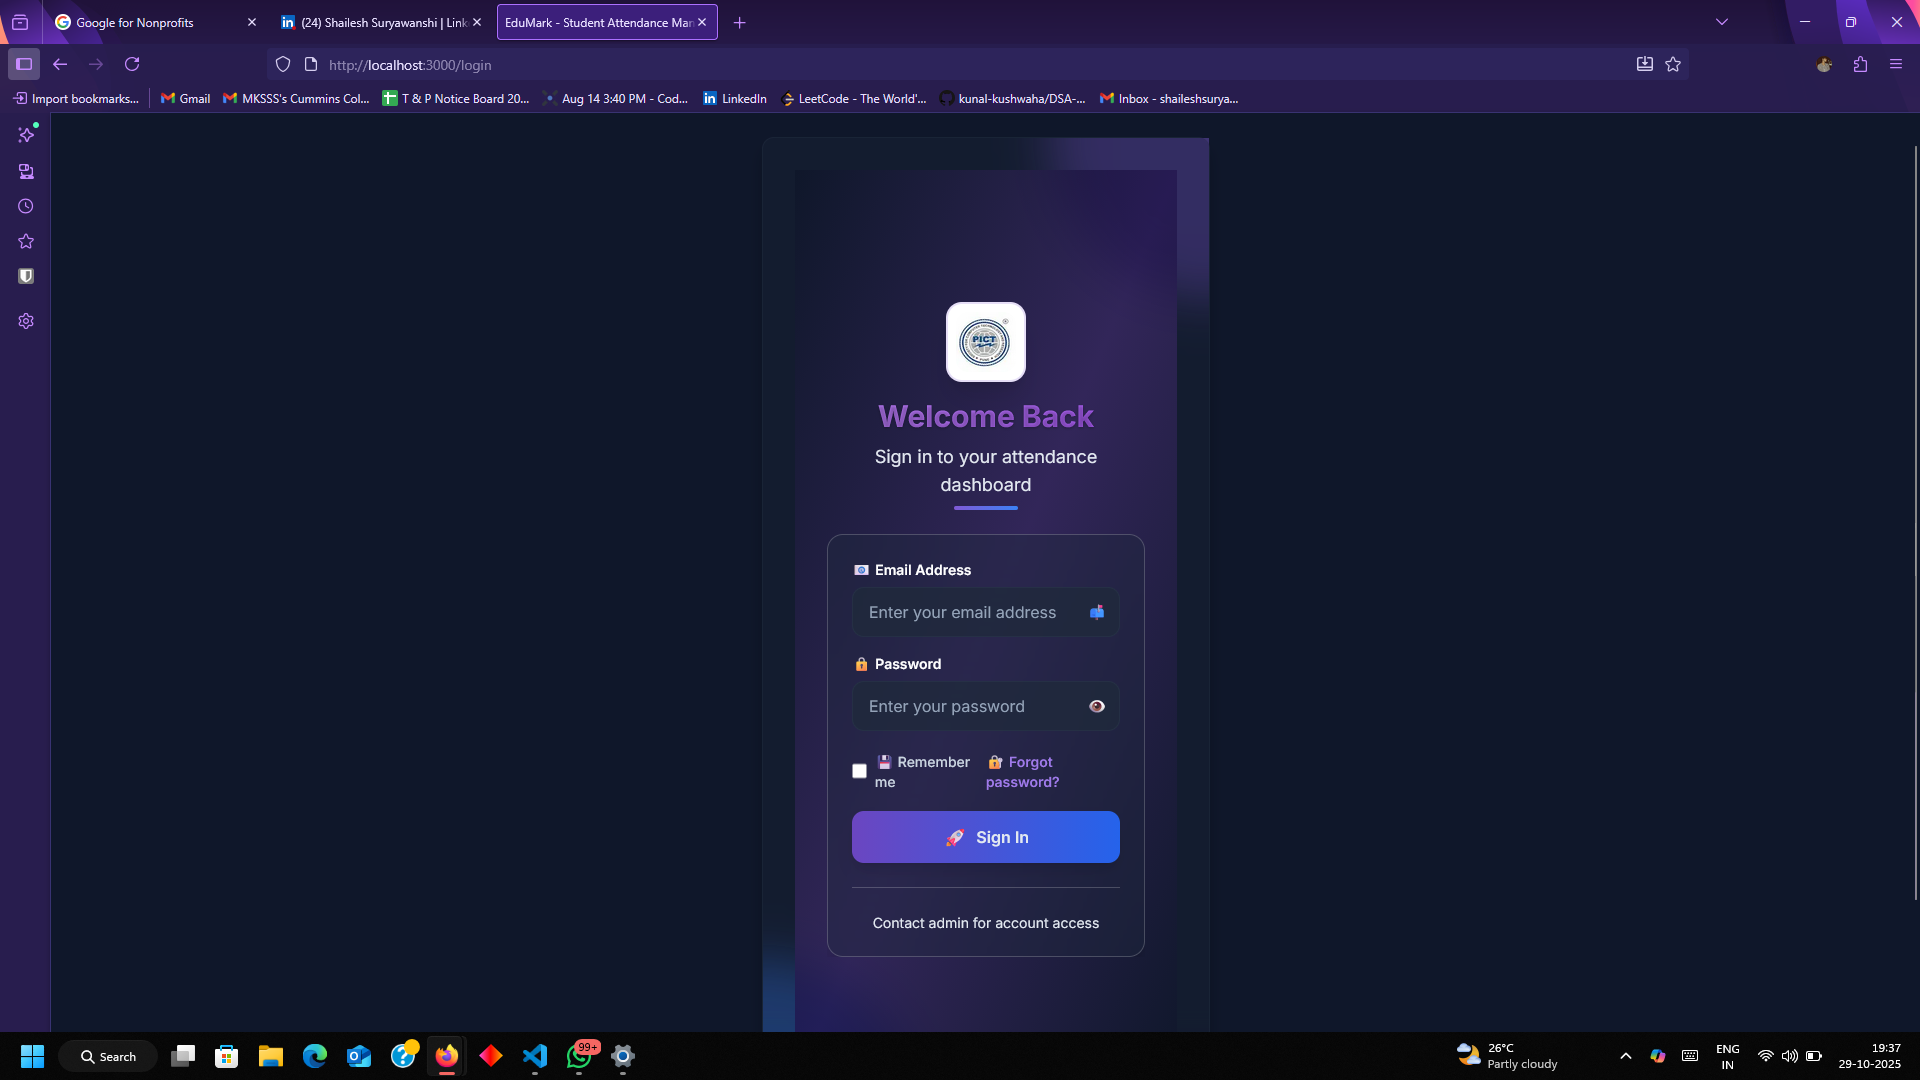 Google for Nonprofits
(24) Shailesh Suryawanshi | Link
EduMark - Student Attendance Man
http://localhost:3000/login
Import bookmarks...
Gmail
MKSSS's Cummins Col...
T & P Notice Board 20...
Aug 14 3:40 PM - Cod...
LinkedIn
LeetCode - The World'...
kunal-kushwaha/DSA-...
Inbox - shaileshsurya...
PICT
Welcome Back
Sign in to your attendance
dashboard
Email Address
Enter your email address
Password
Enter your password
Remember
me
Forgot
password?
Sign In
Contact admin for account access
Search
99+
26°C
Partly cloudy
ENG
IN
19:37
29-10-2025